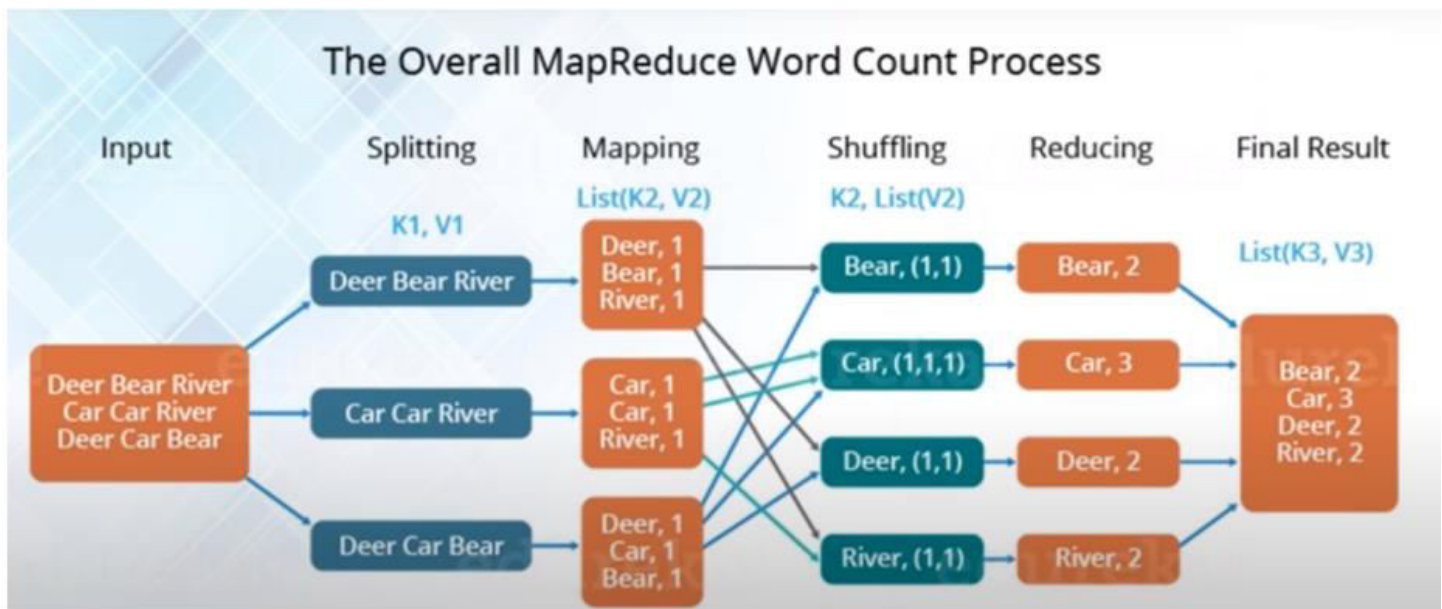 The Overall MapReduce Word Count Process
Input
Splitting
Mapping
Shuffling
Reducing
Final Result
K1, V1
List(K2, V2)
K2, List(V2)
List(K3, V3)
Deer Bear River
Car Car River
Deer Car Bear
Deer Bear River
Car Car River
Deer Car Bear
Deer, 1
Bear, 1
River, 1
Car, 1
Car, 1
River, 1
Deer, 1
Car, 1
Bear, 1
Bear, (1,1)
Car, (1,1,1)
Deer, (1,1)
River, (1,1)
Bear, 2
Car, 3
Deer, 2
River, 2
Bear, 2
Car, 3
Deer, 2
River, 2